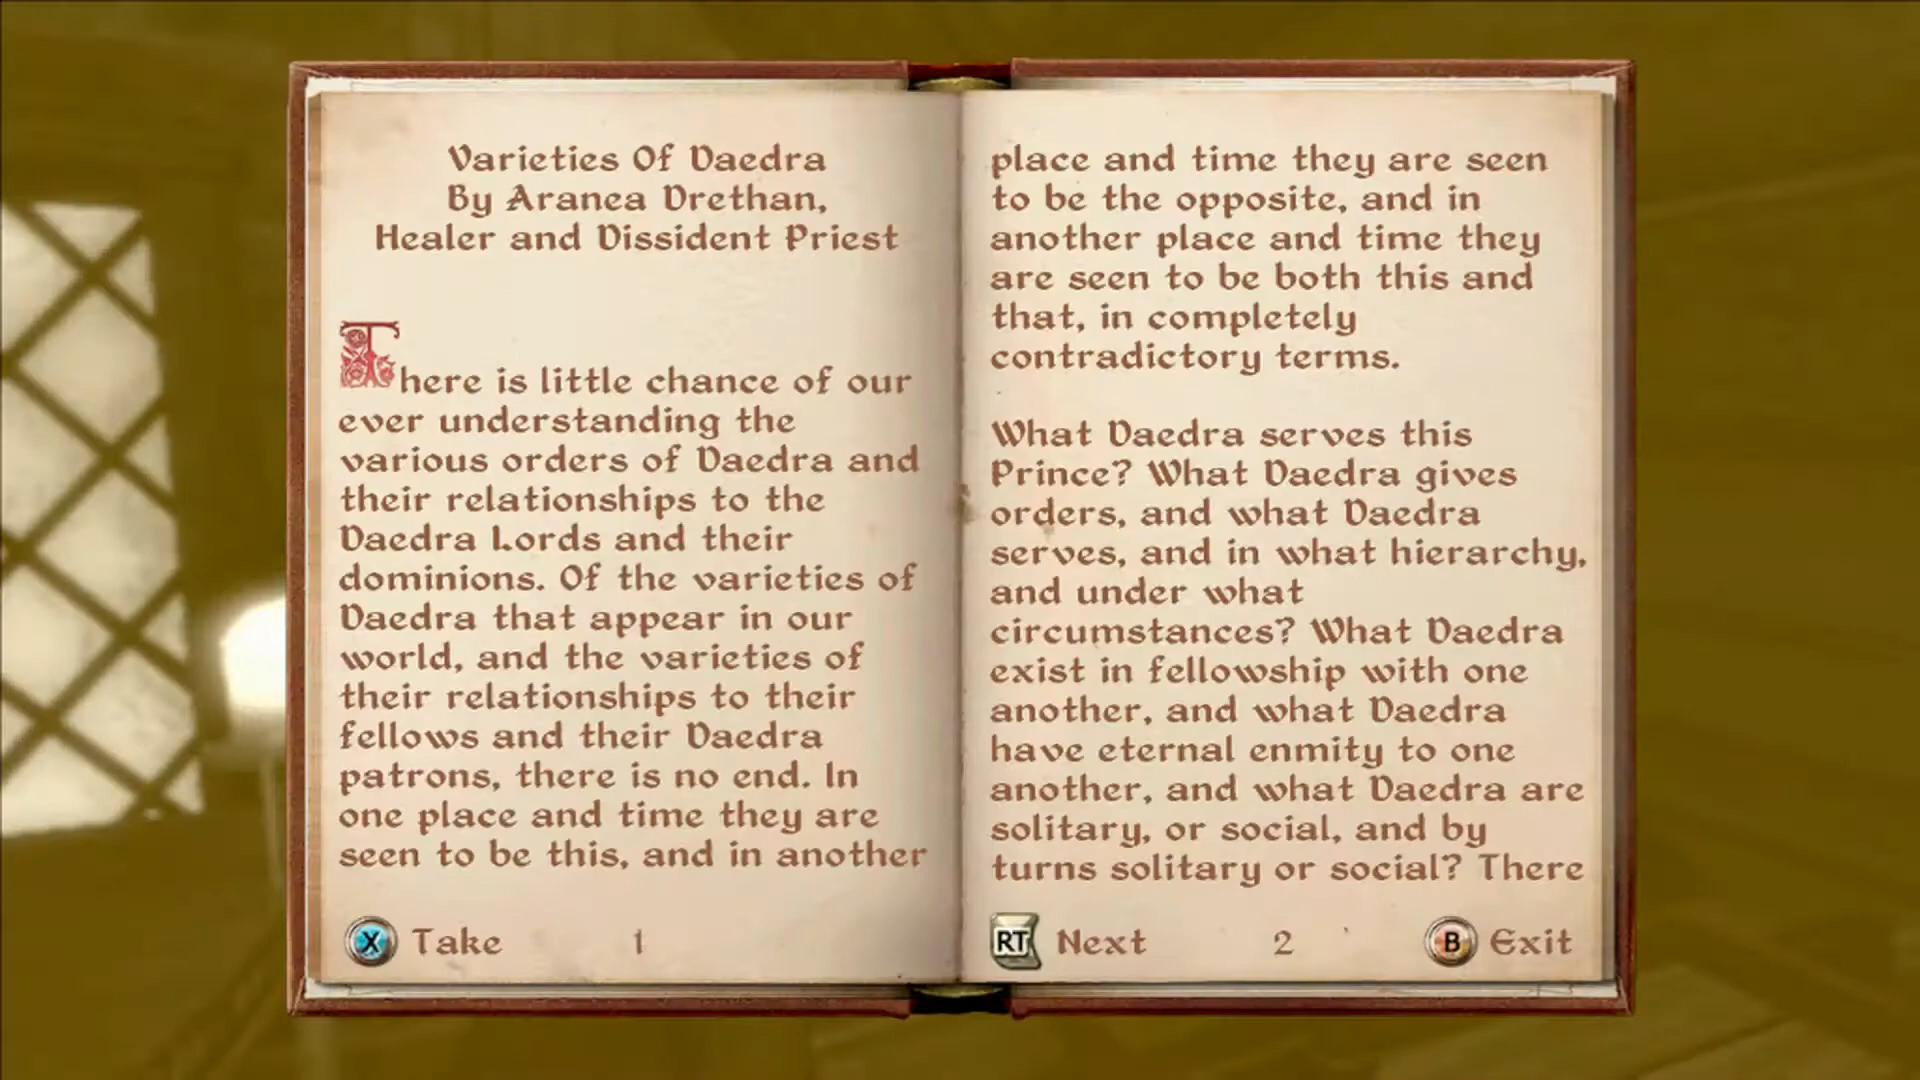 Varieties Of Daedra
By Aranea Drethan,
Healer and Dissident Priest
There is little chance of our
ever understanding the
various orders of Daedra and
their relationships to the
Daedra Lords and their
dominions. Of the varieties of
Daedra that appear in our
world, and the varieties of
their relationships to their
fellows and their Daedra
patrons, there is no end. In
one place and time they are
seen to be this, and in another
X Take 1
place and time they are seen
to be the opposite, and in
another place and time they
are seen to be both this and
that, in completely
contradictory terms.
What Daedra serves this
Prince? What Daedra gives
orders, and what Daedra
serves, and in what hierarchy,
and under what
circumstances? What Daedra
exist in fellowship with one
another, and what Daedra
have eternal enmity to one
another, and what Daedra are
solitary, or social, and by
turns solitary or social? There
RT Next 2 B Exit